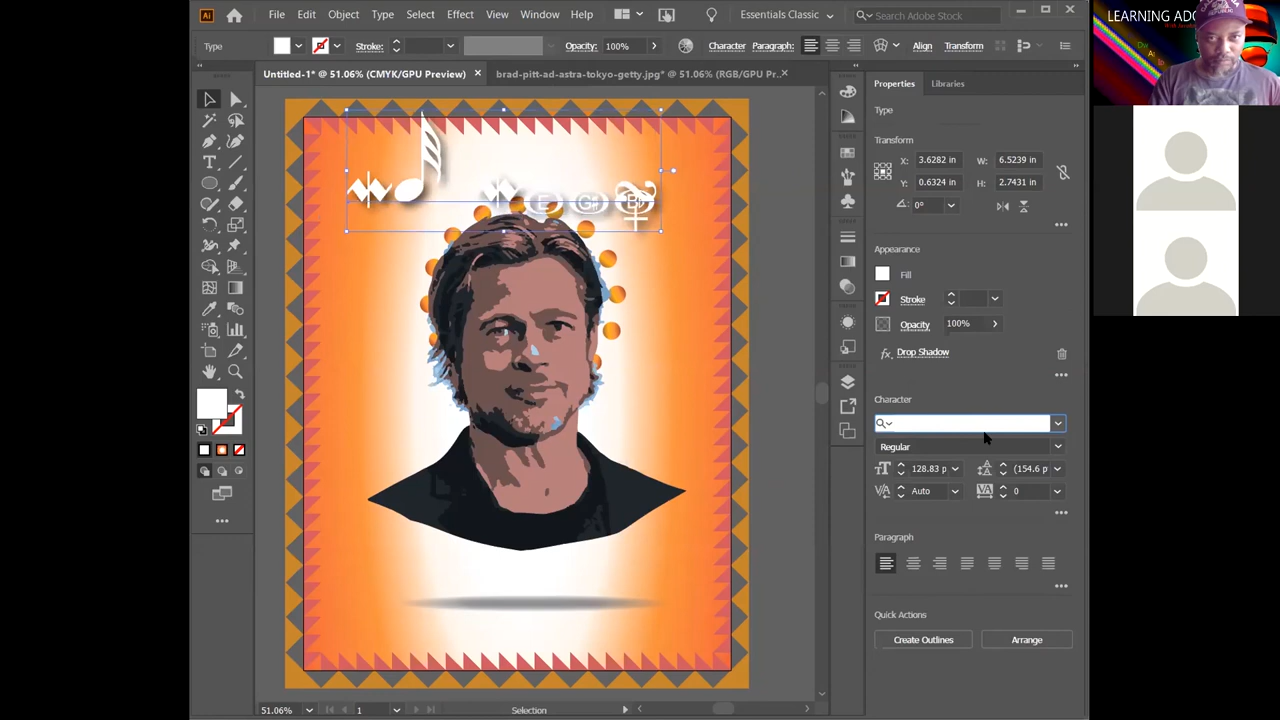 File Edit Object Type Select Effect View Window Help
Essentials Classic
Search Adobe Stock
Type
Stroke:
Opacity: 100%
Character
Paragraph:
Align
Transform
Untitled-1* @ 51.06% (CMYK/GPU Preview)
brad-pitt-ad-astra-tokyo-getty.jpg* @ 51.06% (RGB/GPU Pr...
Properties
Libraries
Type
Transform
X: 3.6282 in W: 6.5239 in
Y: 0.6324 in H: 2.7431 in
0°
Appearance
Fill
Stroke
Opacity 100%
Drop Shadow
Character
Regular
128.83 p (154.6 p
Auto 0
Paragraph
Quick Actions
Create Outlines
Arrange
51.06%
1
Selection
E G♯